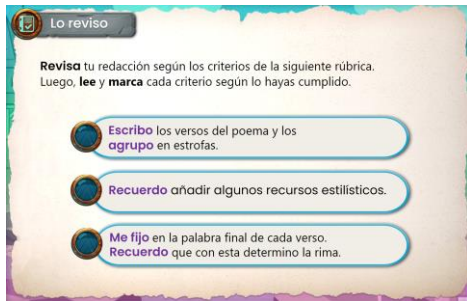 Lo reviso
Revisa tu redacción según los criterios de la siguiente rúbrica.
Luego, lee y marca cada criterio según lo hayas cumplido.
Escribo los versos del poema y los
agrupo en estrofas.
Recuerdo añadir algunos recursos estilísticos.
Me fijo en la palabra final de cada verso.
Recuerdo que con esta determino la rima.